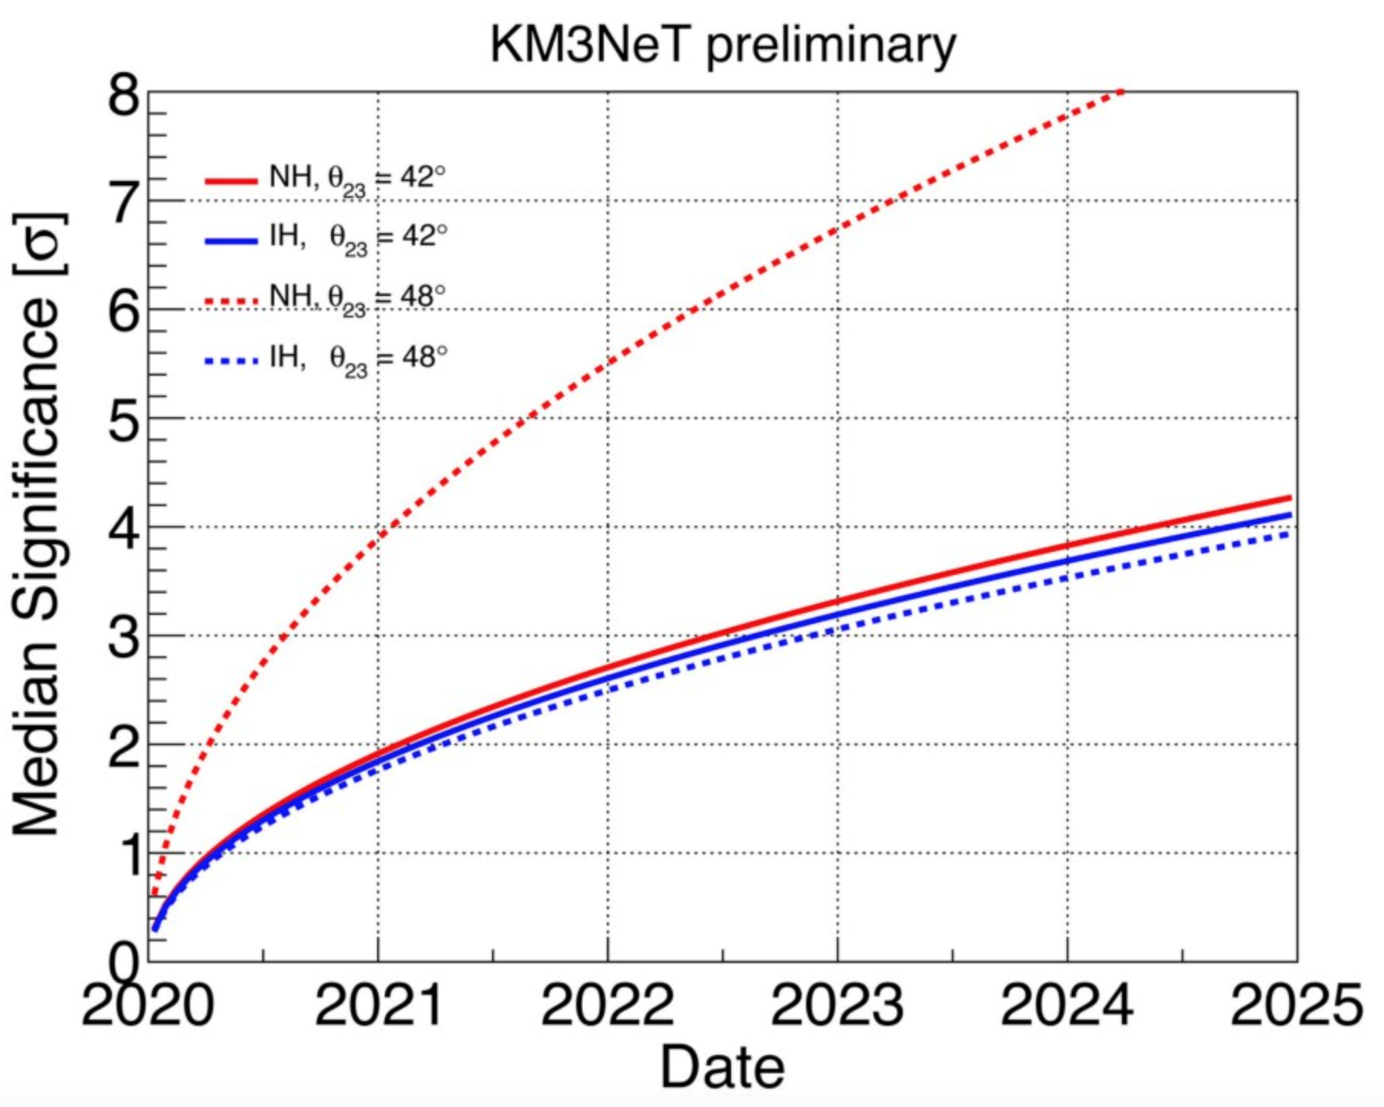 KM3NeT preliminary
8
7
6
5
4
3
2
1
0
Median Significance [σ]
NH, θ23 = 42°
IH, θ23 = 42°
NH, θ23 = 48°
IH, θ23 = 48°
2020 2021 2022 2023 2024 2025
Date